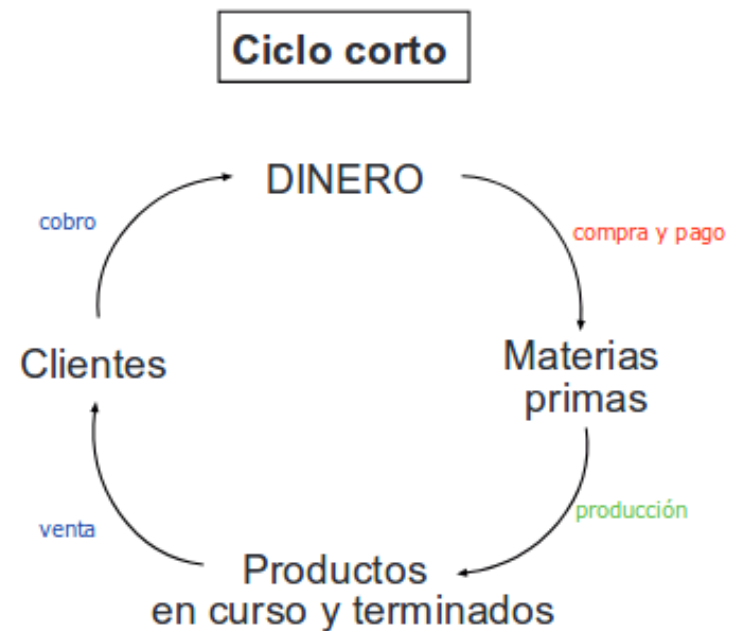 Ciclo corto
DINERO
cobro
compra y pago
Clientes
Materias
primas
producción
venta
Productos
en curso y terminados